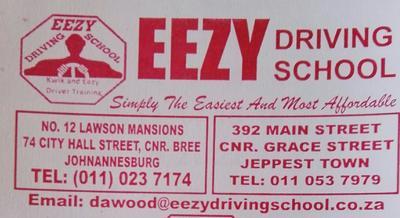 EEZY
DRIVING SCHOOL
Kwik and Eezy
Driver Training
EEZY DRIVING
SCHOOL
Simply The Easiest And Most Affordable
NO. 12 LAWSON MANSIONS
74 CITY HALL STREET, CNR. BREE
JOHNANNESBURG
TEL: (011) 023 7174
392 MAIN STREET
CNR. GRACE STREET
JEPPEST TOWN
TEL: 011 053 7979
Email: dawood@eezydrivingschool.co.za